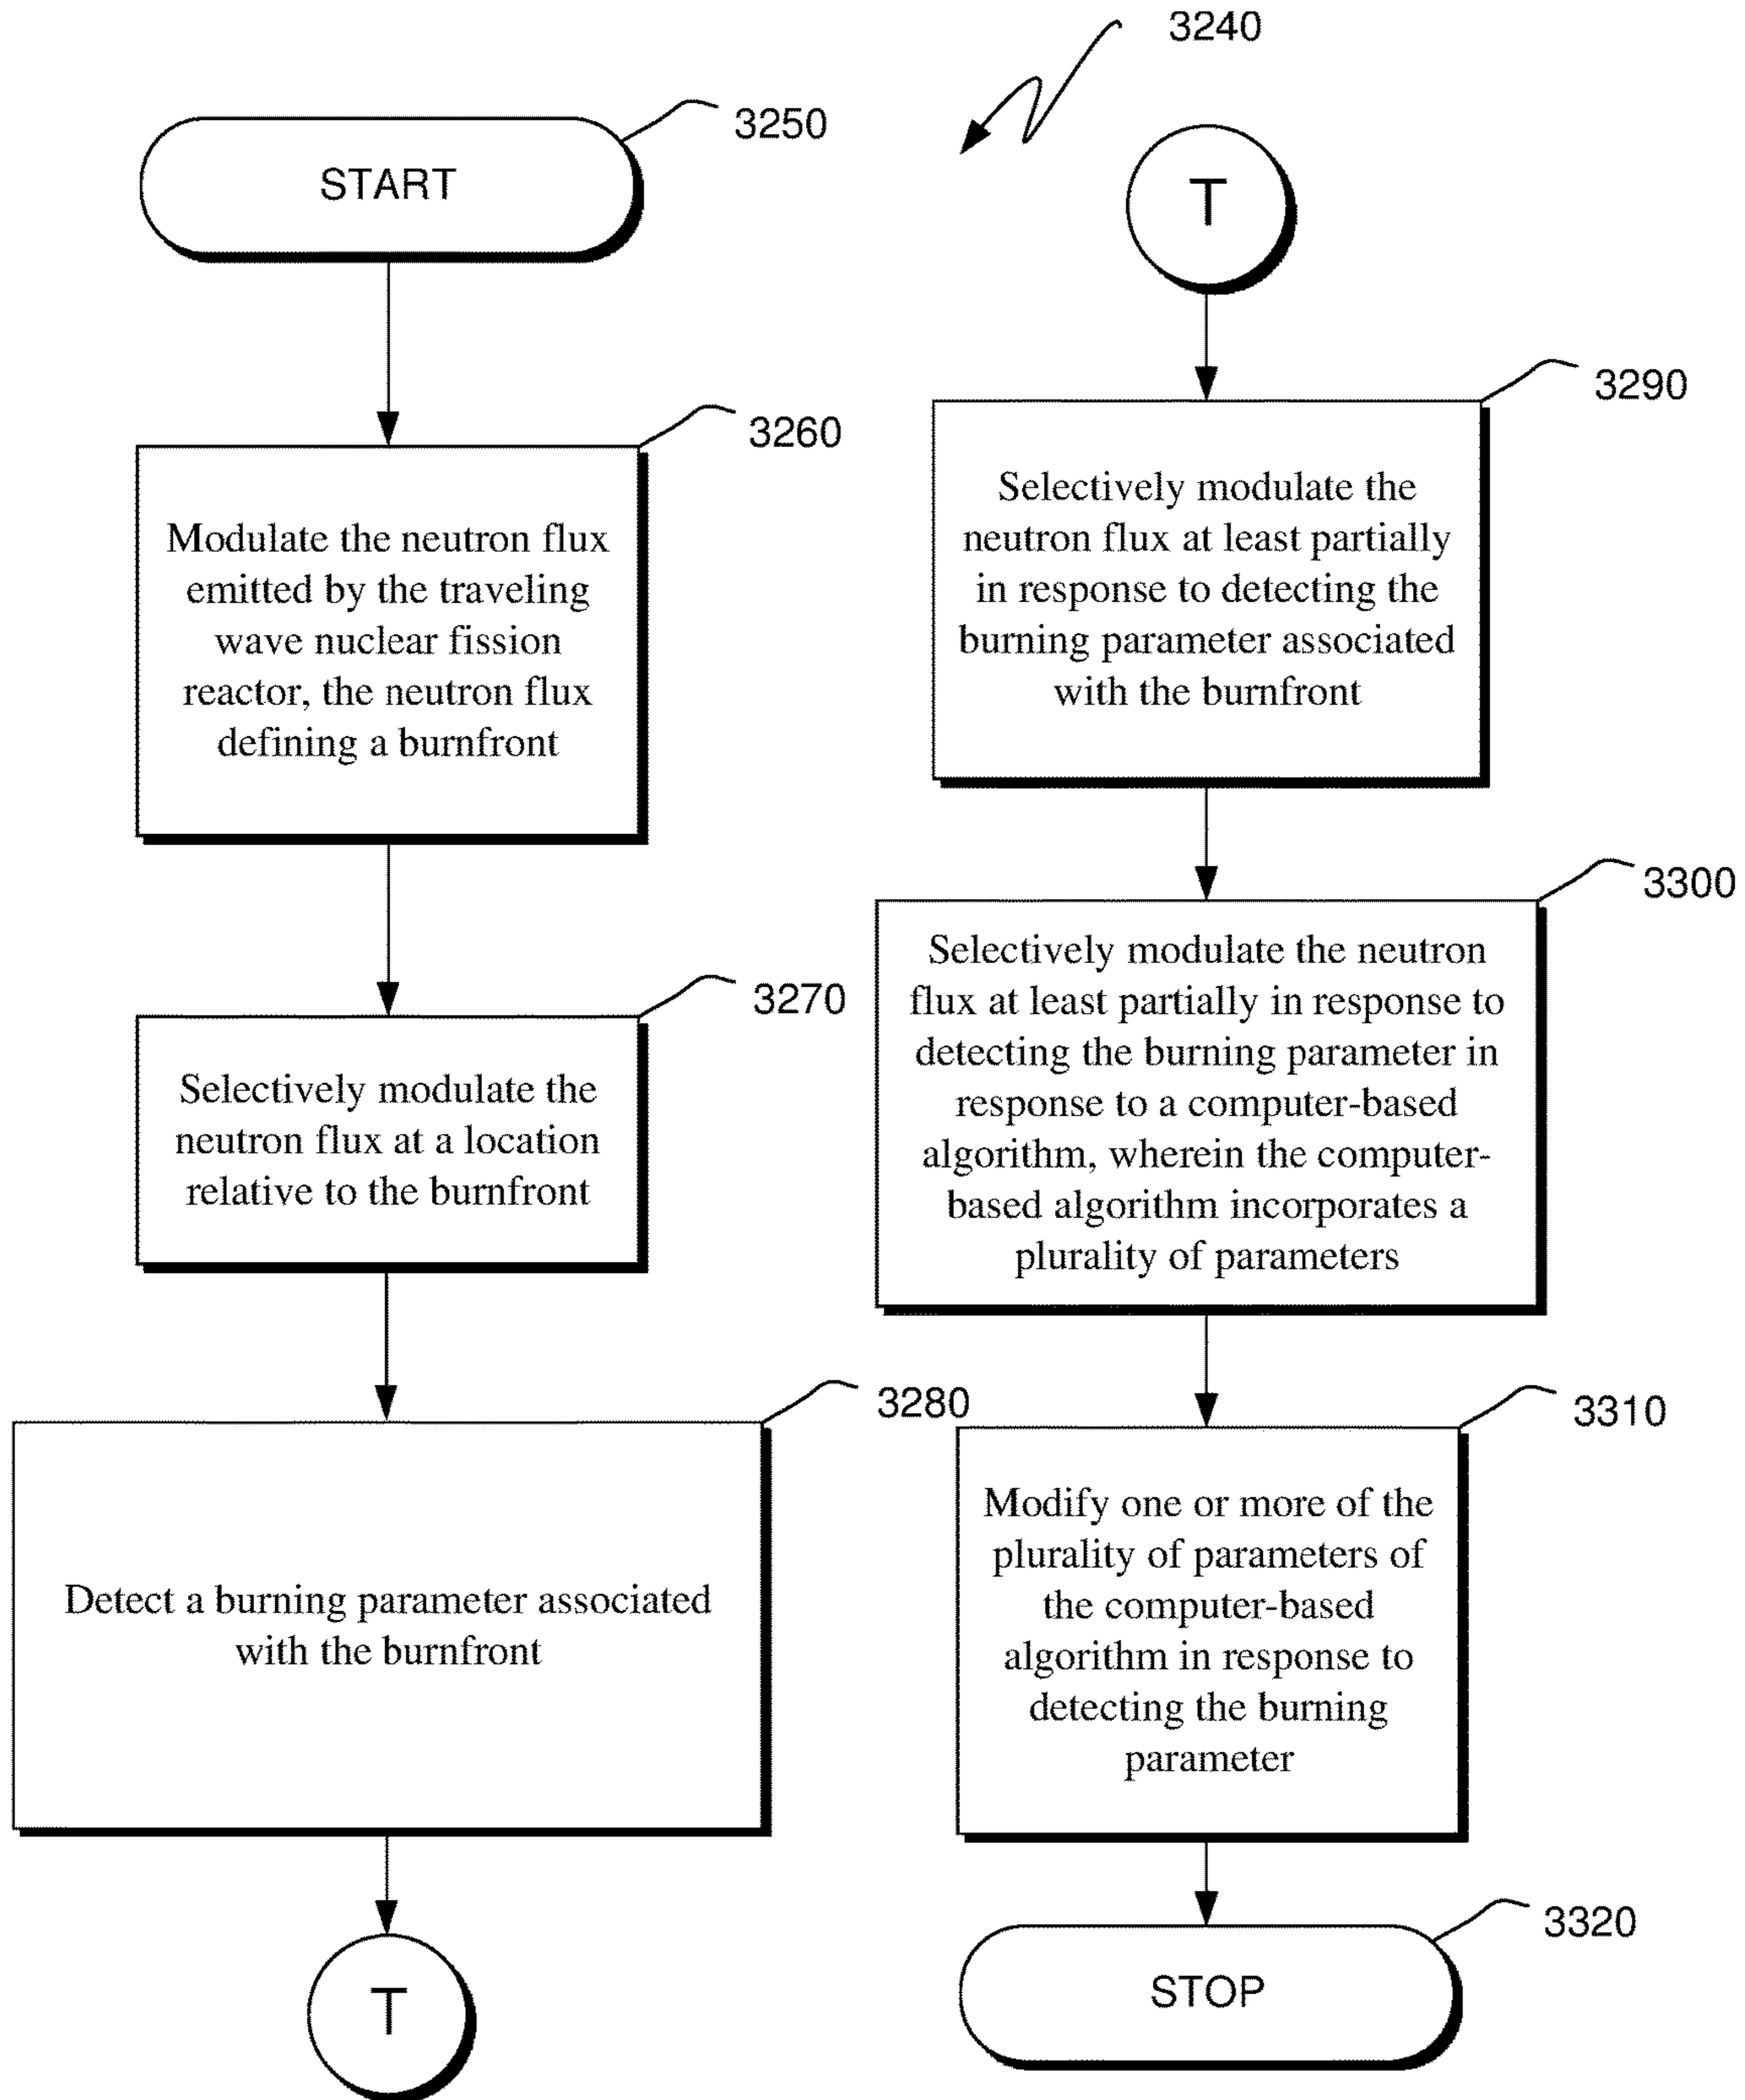 3240
START
3250
Modulate the neutron flux
emitted by the traveling
wave nuclear fission
reactor, the neutron flux
defining a burnfront
3260
Selectively modulate the
neutron flux at a location
relative to the burnfront
3270
Detect a burning parameter associated
with the burnfront
3280
T
T
Selectively modulate the
neutron flux at least partially
in response to detecting the
burning parameter associated
with the burnfront
3290
Selectively modulate the neutron
flux at least partially in response to
detecting the burning parameter in
response to a computer-based
algorithm, wherein the computer-
based algorithm incorporates a
plurality of parameters
3300
Modify one or more of the
plurality of parameters of
the computer-based
algorithm in response to
detecting the burning
parameter
3310
STOP
3320